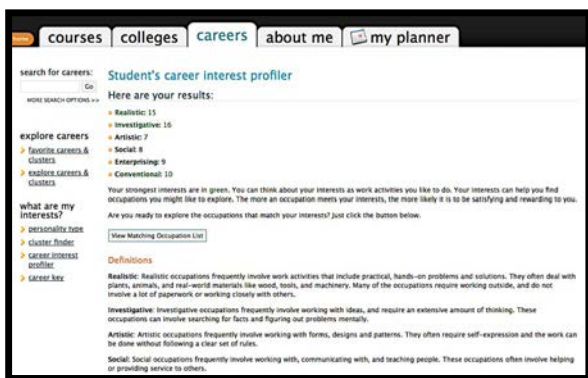 home courses colleges careers about me my planner
search for careers:
Go
MORE SEARCH OPTIONS >>
explore careers
favorite careers &
clusters
explore careers &
clusters
what are my
interests?
personality type
cluster finder
career interest
profiler
career key
Student's career interest profiler
Here are your results:
» Realistic: 15
» Investigative: 16
» Artistic: 7
» Social: 8
» Enterprising: 9
» Conventional: 10
Your strongest interests are in green. You can think about your interests as work activities you like to do. Your interests can help you find
occupations you might like to explore. The more an occupation meets your interests, the more likely it is to be satisfying and rewarding to you.
Are you ready to explore the occupations that match your interests? Just click the button below.
View Matching Occupation List
Definitions
Realistic: Realistic occupations frequently involve work activities that include practical, hands-on problems and solutions. They often deal with
plants, animals, and real-world materials like wood, tools, and machinery. Many of the occupations require working outside, and do not
involve a lot of paperwork or working closely with others.
Investigative: Investigative occupations frequently involve working with ideas, and require an extensive amount of thinking. These
occupations can involve searching for facts and figuring out problems mentally.
Artistic: Artistic occupations frequently involve working with forms, designs and patterns. They often require self-expression and the work can
be done without following a clear set of rules.
Social: Social occupations frequently involve working with, communicating with, and teaching people. These occupations often involve helping
or providing service to others.